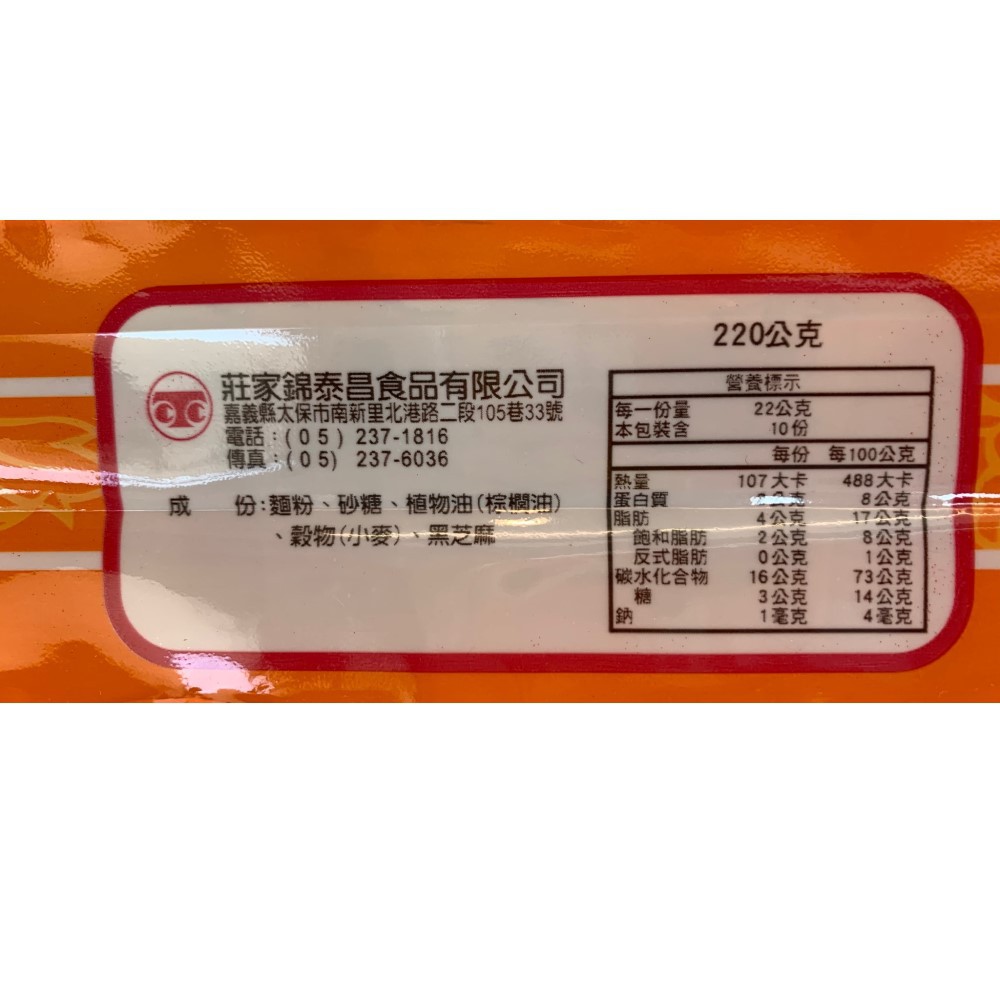 莊家錦泰昌食品有限公司
嘉義縣太保市南新里北港路二段105巷33號
電話:(05) 237-1816
傳真:(05) 237-6036
成 份:麵粉、砂糖、植物油(棕櫚油)
、穀物(小麥)、黑芝麻
220公克
營養標示
每一份量 22公克
本包裝含 10份
每份 每100公克
熱量 107大卡 488大卡
蛋白質 公克 8公克
脂肪 4公克 17公克
飽和脂肪 2公克 8公克
反式脂肪 0公克 1公克
碳水化合物 16公克 73公克
糖 3公克 14公克
鈉 1毫克 4毫克